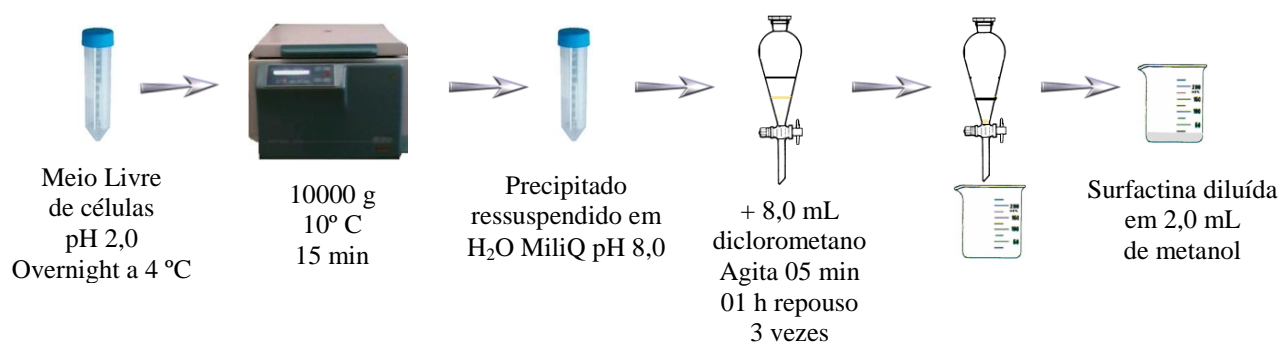 Meio Livre
de células
pH 2,0
Overnight a 4 ºC
10000 g
10º C
15 min
Precipitado
ressuspendido em
H₂O MiliQ pH 8,0
+ 8,0 mL
diclorometano
Agita 05 min
01 h repouso
3 vezes
Surfactina diluída
em 2,0 mL
de metanol